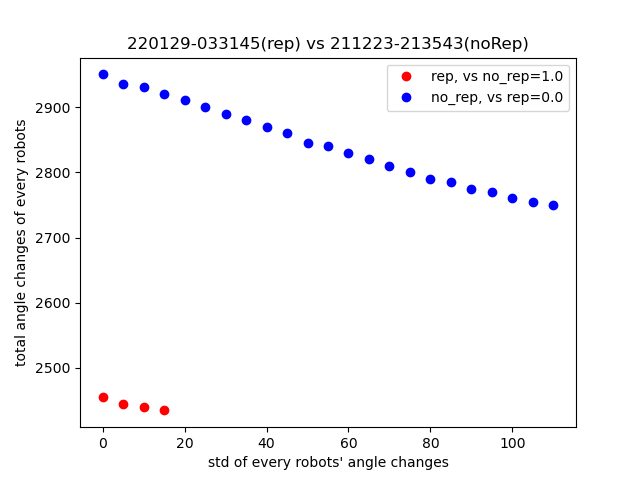 220129-033145(rep) vs 211223-213543(noRep)
rep, vs no_rep=1.0
no_rep, vs rep=0.0
total angle changes of every robots
2900
2800
2700
2600
2500
0 20 40 60 80 100
std of every robots' angle changes